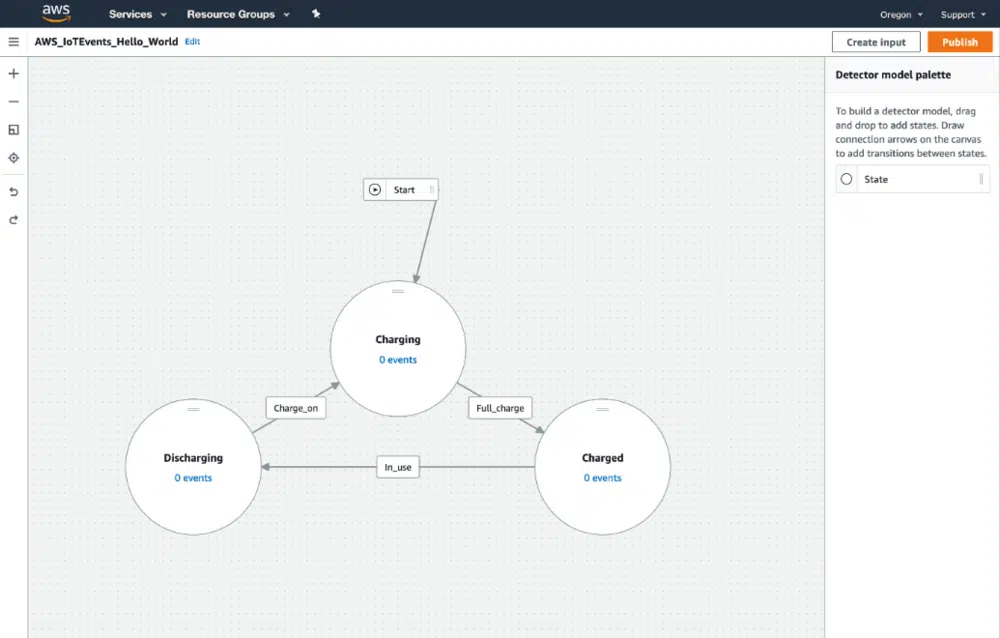 aws Services Resource Groups Oregon Support
AWS_IoTEvents_Hello_World Edit Create input Publish
Detector model palette
To build a detector model, drag
and drop to add states. Draw
connection arrows on the canvas
to add transitions between states.
State
Start
Charging
0 events
Charge_on
Full_charge
Discharging
0 events
In_use
Charged
0 events